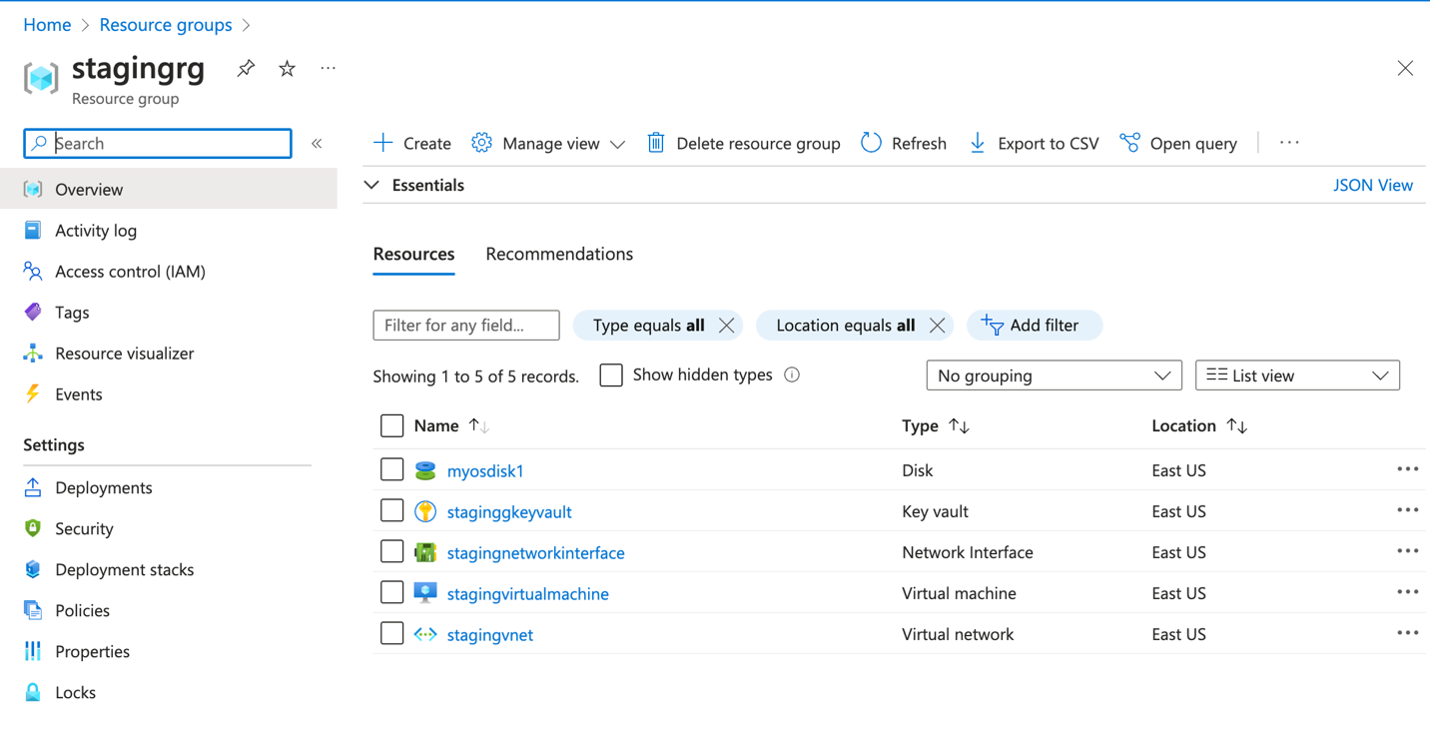 Home > Resource groups >
stagingrg
Resource group
Search
Overview
Activity log
Access control (IAM)
Tags
Resource visualizer
Events
Settings
Deployments
Security
Deployment stacks
Policies
Properties
Locks
Create Manage view Delete resource group Refresh Export to CSV Open query
Essentials JSON View
Resources Recommendations
Filter for any field... Type equals all Location equals all Add filter
Showing 1 to 5 of 5 records. Show hidden types No grouping List view
Name Type Location
myosdisk1 Disk East US
staginggkeyvault Key vault East US
stagingnetworkinterface Network Interface East US
stagingvirtualmachine Virtual machine East US
stagingvnet Virtual network East US